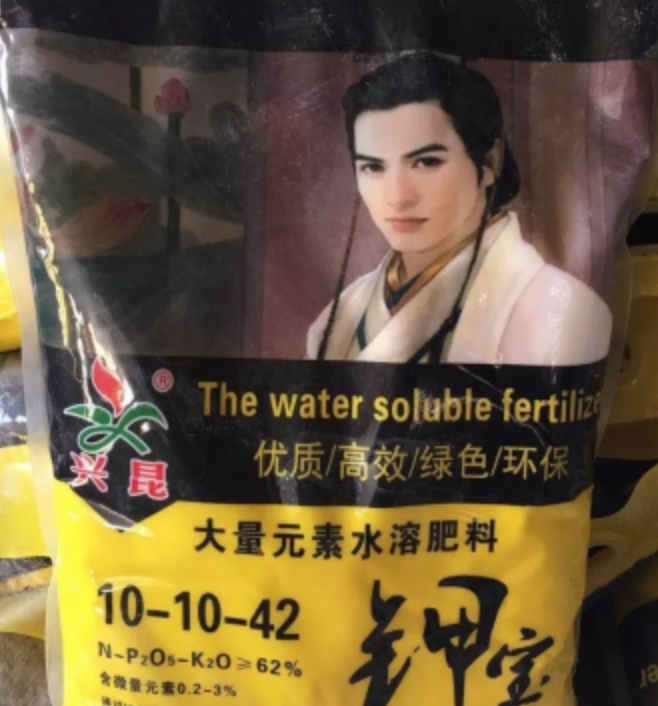 ®
兴昆
The water soluble fertilize
优质/高效/绿色/环保
大量元素水溶肥料
10-10-42
N-P₂O₅-K₂O≥62%
含微量元素0.2-3%
钾宝